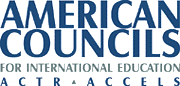 AMERICAN
COUNCILS
FOR INTERNATIONAL EDUCATION
ACTR ▲ ACCELS